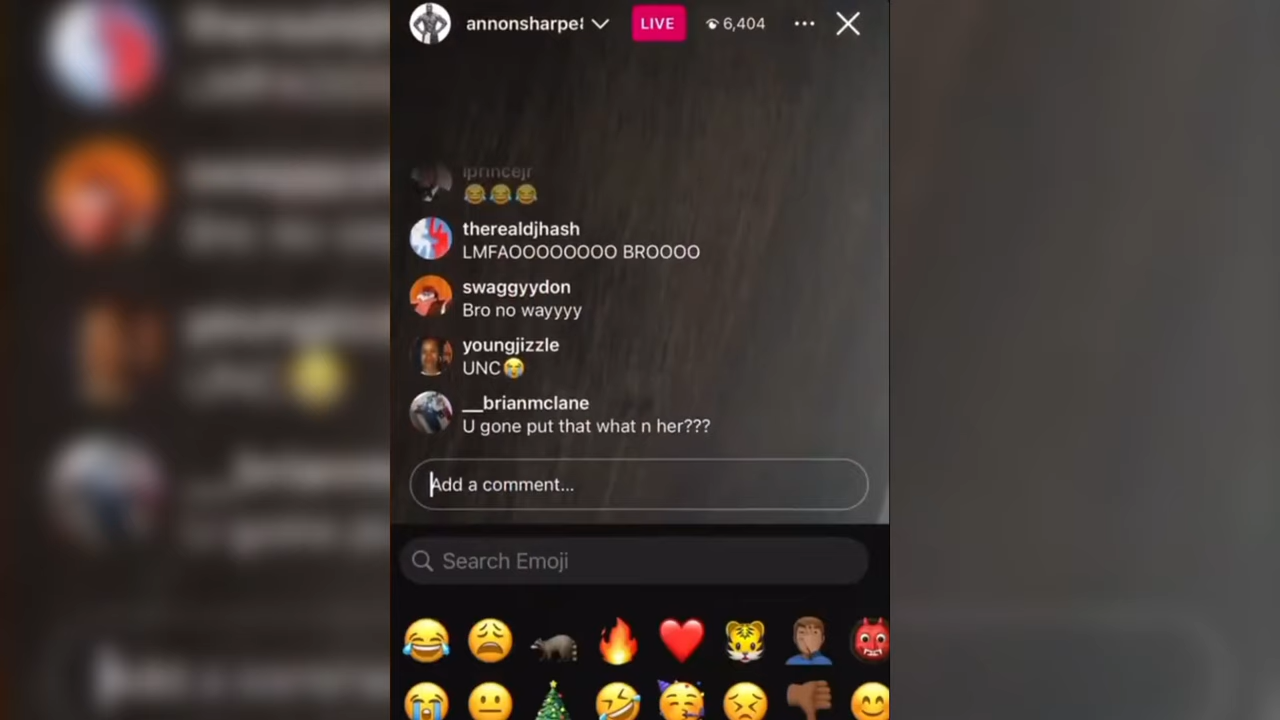 annonsharpe
LIVE
6,404
iprincejr
😂😂😂
therealdjhash
LMFAOOOOOOOO BROOOO
swaggyydon
Bro no wayyyy
youngjizzle
UNC😭
__brianmclane
U gone put that what n her???
Add a comment...
Search Emoji